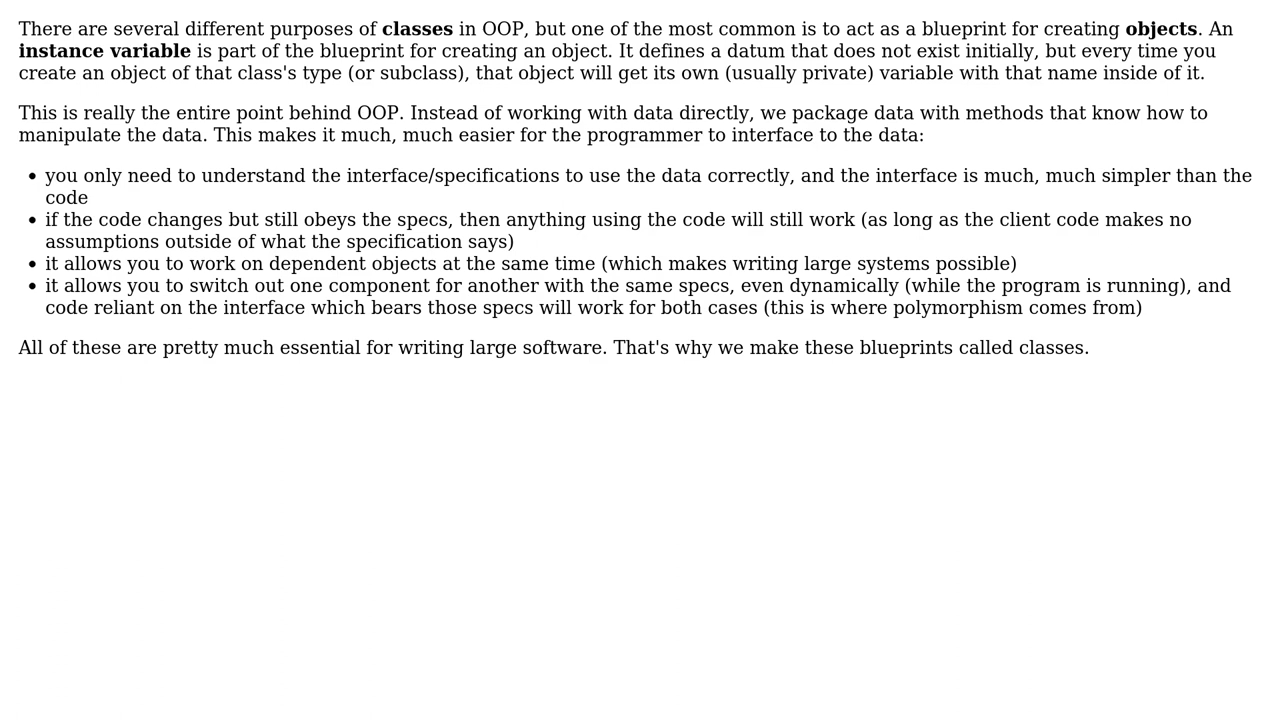 There are several different purposes of classes in OOP, but one of the most common is to act as a blueprint for creating objects. An
instance variable is part of the blueprint for creating an object. It defines a datum that does not exist initially, but every time you
create an object of that class's type (or subclass), that object will get its own (usually private) variable with that name inside of it.
This is really the entire point behind OOP. Instead of working with data directly, we package data with methods that know how to
manipulate the data. This makes it much, much easier for the programmer to interface to the data:
• you only need to understand the interface/specifications to use the data correctly, and the interface is much, much simpler than the
code
• if the code changes but still obeys the specs, then anything using the code will still work (as long as the client code makes no
assumptions outside of what the specification says)
• it allows you to work on dependent objects at the same time (which makes writing large systems possible)
• it allows you to switch out one component for another with the same specs, even dynamically (while the program is running), and
code reliant on the interface which bears those specs will work for both cases (this is where polymorphism comes from)
All of these are pretty much essential for writing large software. That's why we make these blueprints called classes.